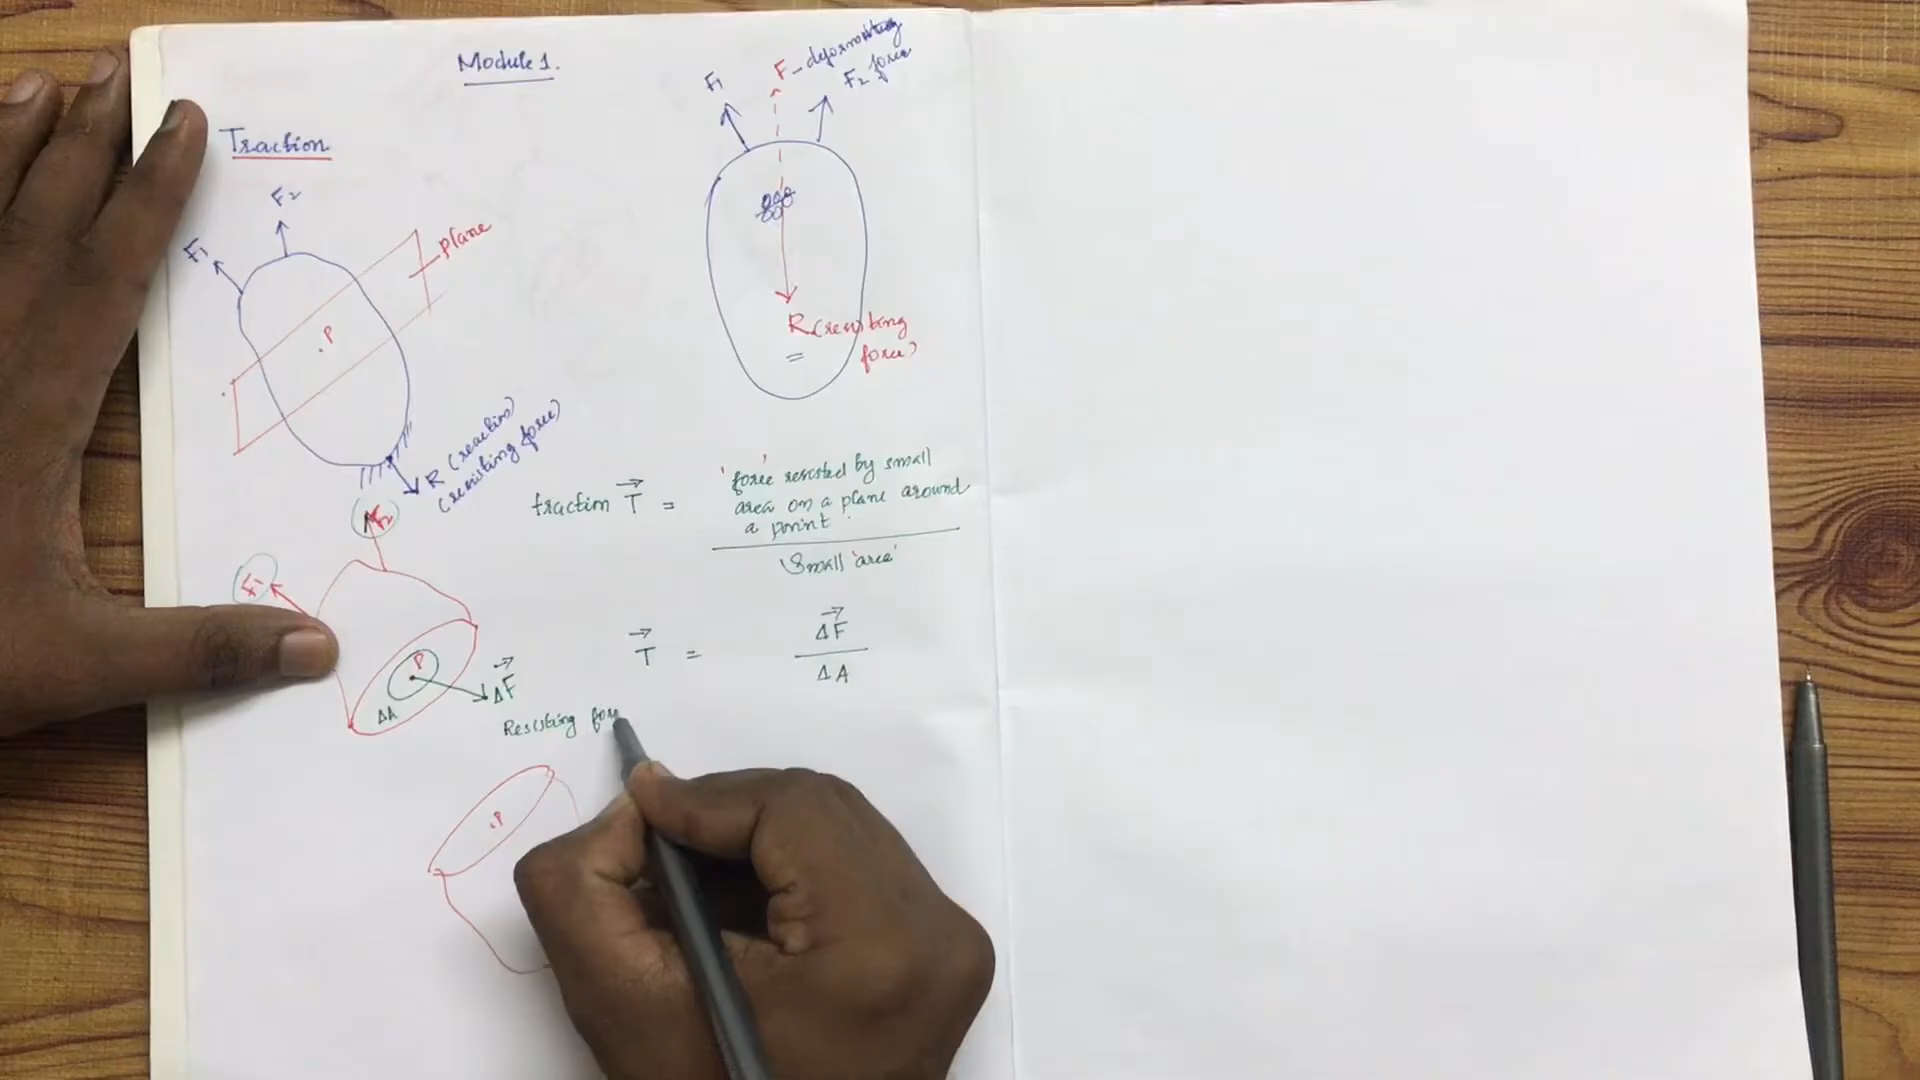 Module 1.
Traction
F1
F2
plane
P
R (reaction)
(resisting force)
F1
F - deforming
force
F2
R (resisting
force)
=
traction T =
'force' resisted by small
area on a plane around
a point.
Small 'area'
T = ΔF
ΔA
F1
F2
P
ΔA
ΔF
Resisting for
P